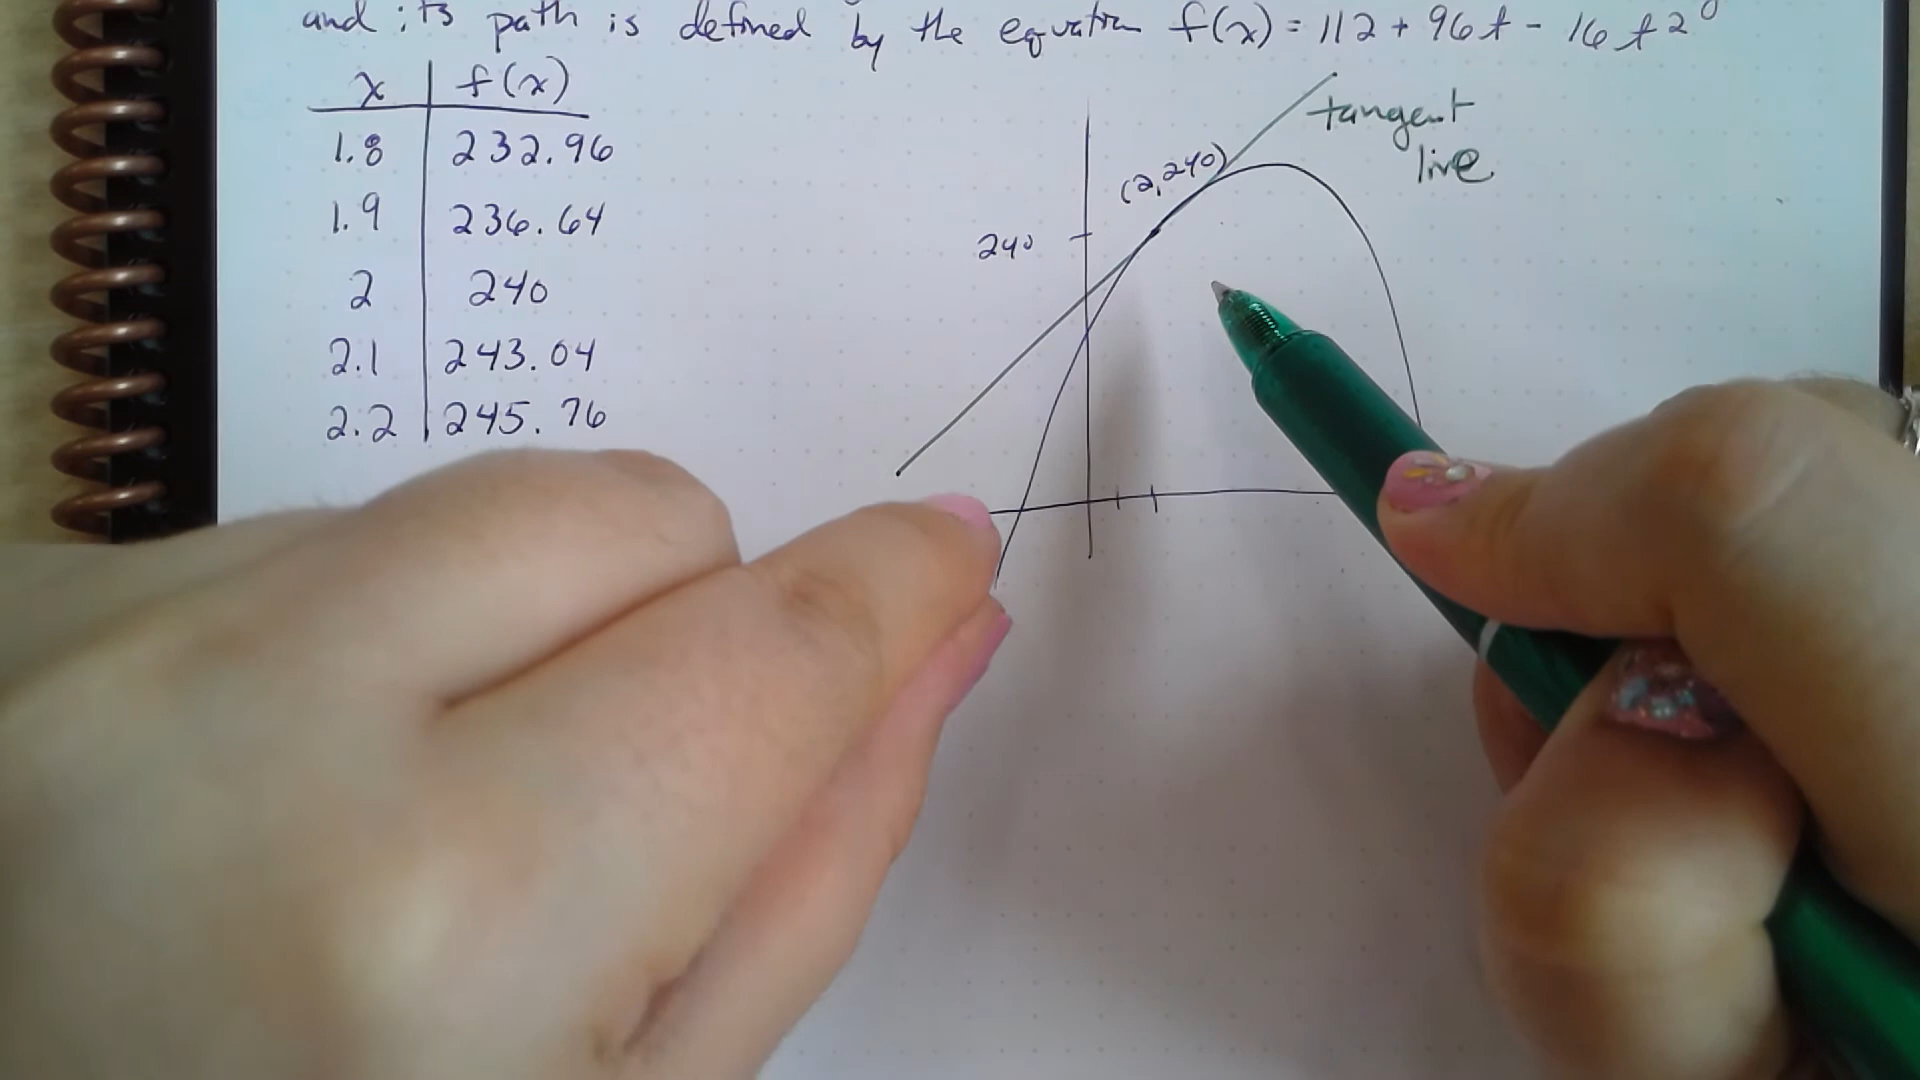 and its path is defined by the equation f(x) = 112 + 96t - 16t2
x f(x)
1.8 232.96
1.9 236.64
2 240
2.1 243.04
2.2 245.76
tangent
line
(2,240)
240